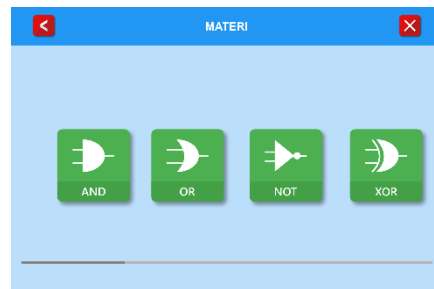 MATERI
AND
OR
NOT
XOR